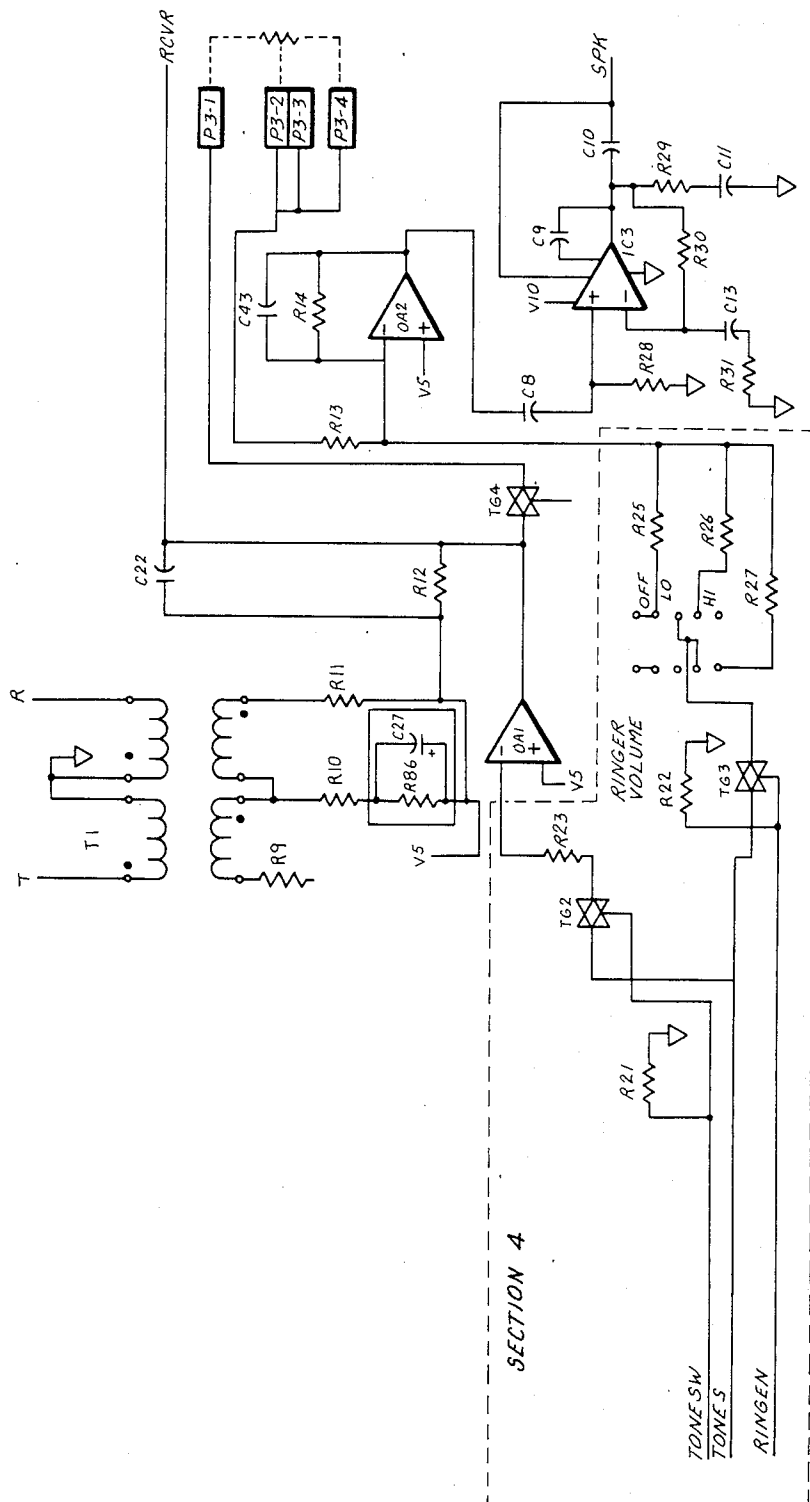 T
R
T1
R9
R10
R11
R86
C27
+
V5
C22
RCVR
R12
P3-1
P3-2
P3-3
P3-4
C43
R14
OA2
-
+
V5
R13
TG4
OA1
-
+
V5
C8
R28
V10
+
-
IC3
C9
C10
SPK
R29
C11
R30
C13
R31
SECTION 4
R23
TG2
R21
RINGER
VOLUME
R22
TG3
OFF
LO
HI
R25
R26
R27
TONESW
TONES
RINGEN